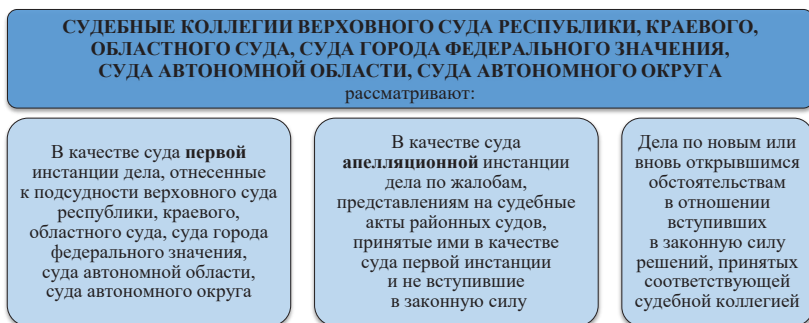 СУДЕБНЫЕ КОЛЛЕГИИ ВЕРХОВНОГО СУДА РЕСПУБЛИКИ, КРАЕВОГО,
ОБЛАСТНОГО СУДА, СУДА ГОРОДА ФЕДЕРАЛЬНОГО ЗНАЧЕНИЯ,
СУДА АВТОНОМНОЙ ОБЛАСТИ, СУДА АВТОНОМНОГО ОКРУГА
рассматривают:
В качестве суда первой
инстанции дела, отнесенные
к подсудности верховного суда
республики, краевого,
областного суда, суда города
федерального значения,
суда автономной области,
суда автономного округа
В качестве суда
апелляционной инстанции
дела по жалобам,
представлениям на судебные
акты районных судов,
принятые ими в качестве
суда первой инстанции
и не вступившие
в законную силу
Дела по новым или
вновь открывшимся
обстоятельствам
в отношении
вступивших
в законную силу
решений, принятых
соответствующей
судебной коллегией